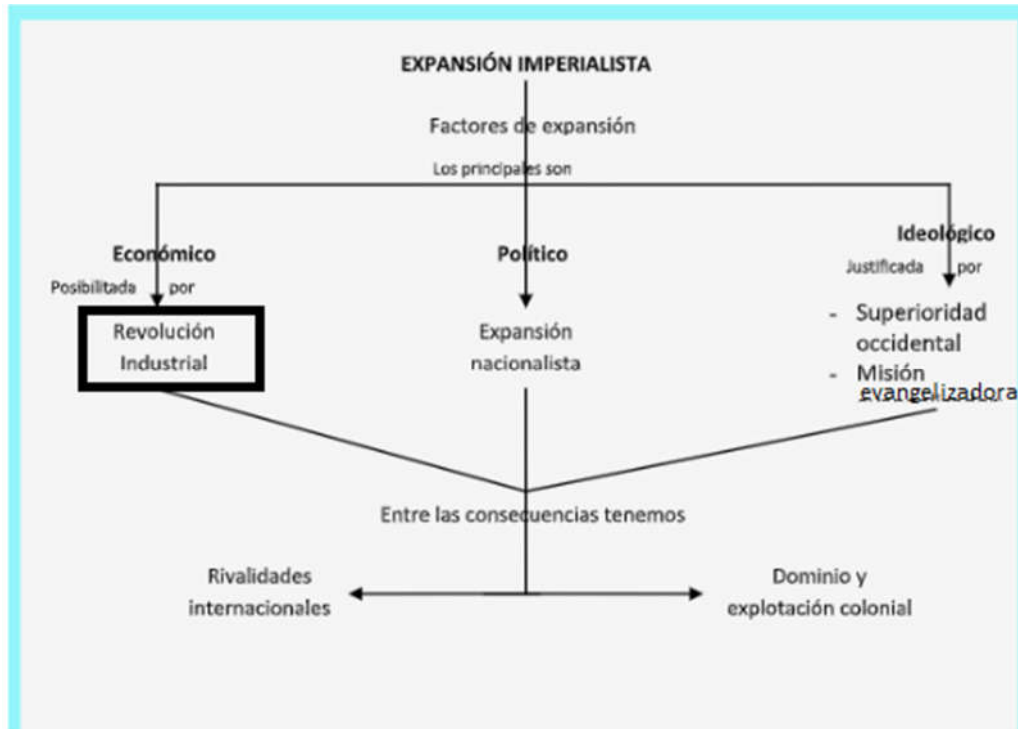 EXPANSIÓN IMPERIALISTA
Factores de expansión
Los principales son
Económico
Posibilitada por
Revolución
Industrial
Político
Expansión
nacionalista
Ideológico
Justificada por
- Superioridad
occidental
- Misión
evangelizadora
Entre las consecuencias tenemos
Rivalidades
internacionales
Dominio y
explotación colonial